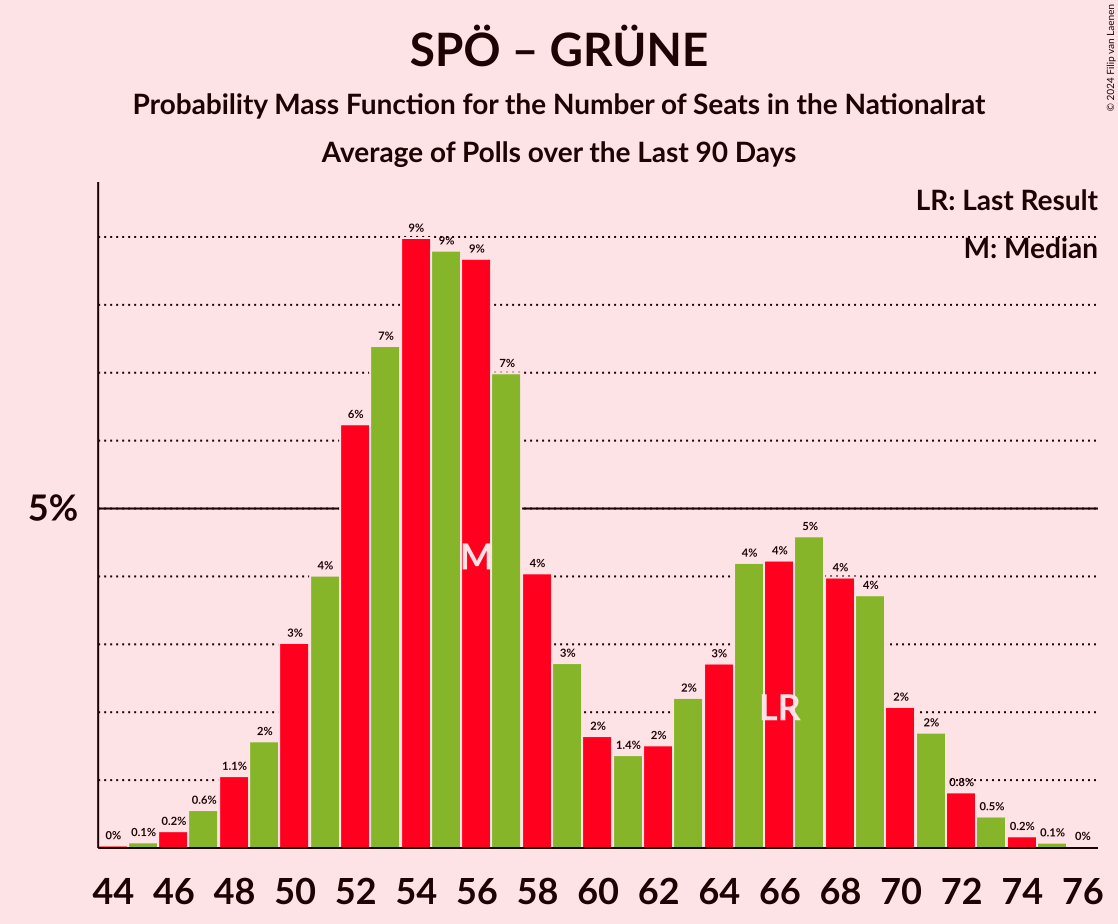 SPÖ – GRÜNE
Probability Mass Function for the Number of Seats in the Nationalrat
Average of Polls over the Last 90 Days
© 2024 Filip van Laenen
LR: Last Result
M: Median
5%
0% 0.1% 0.2% 0.6% 1.1% 2% 3% 4% 6% 7% 9% 9% 9% 7% 4% 3% 2% 1.4% 2% 2% 3% 4% 4% 5% 4% 4% 2% 2% 0.8% 0.5% 0.2% 0.1% 0%
M
LR
44 46 48 50 52 54 56 58 60 62 64 66 68 70 72 74 76